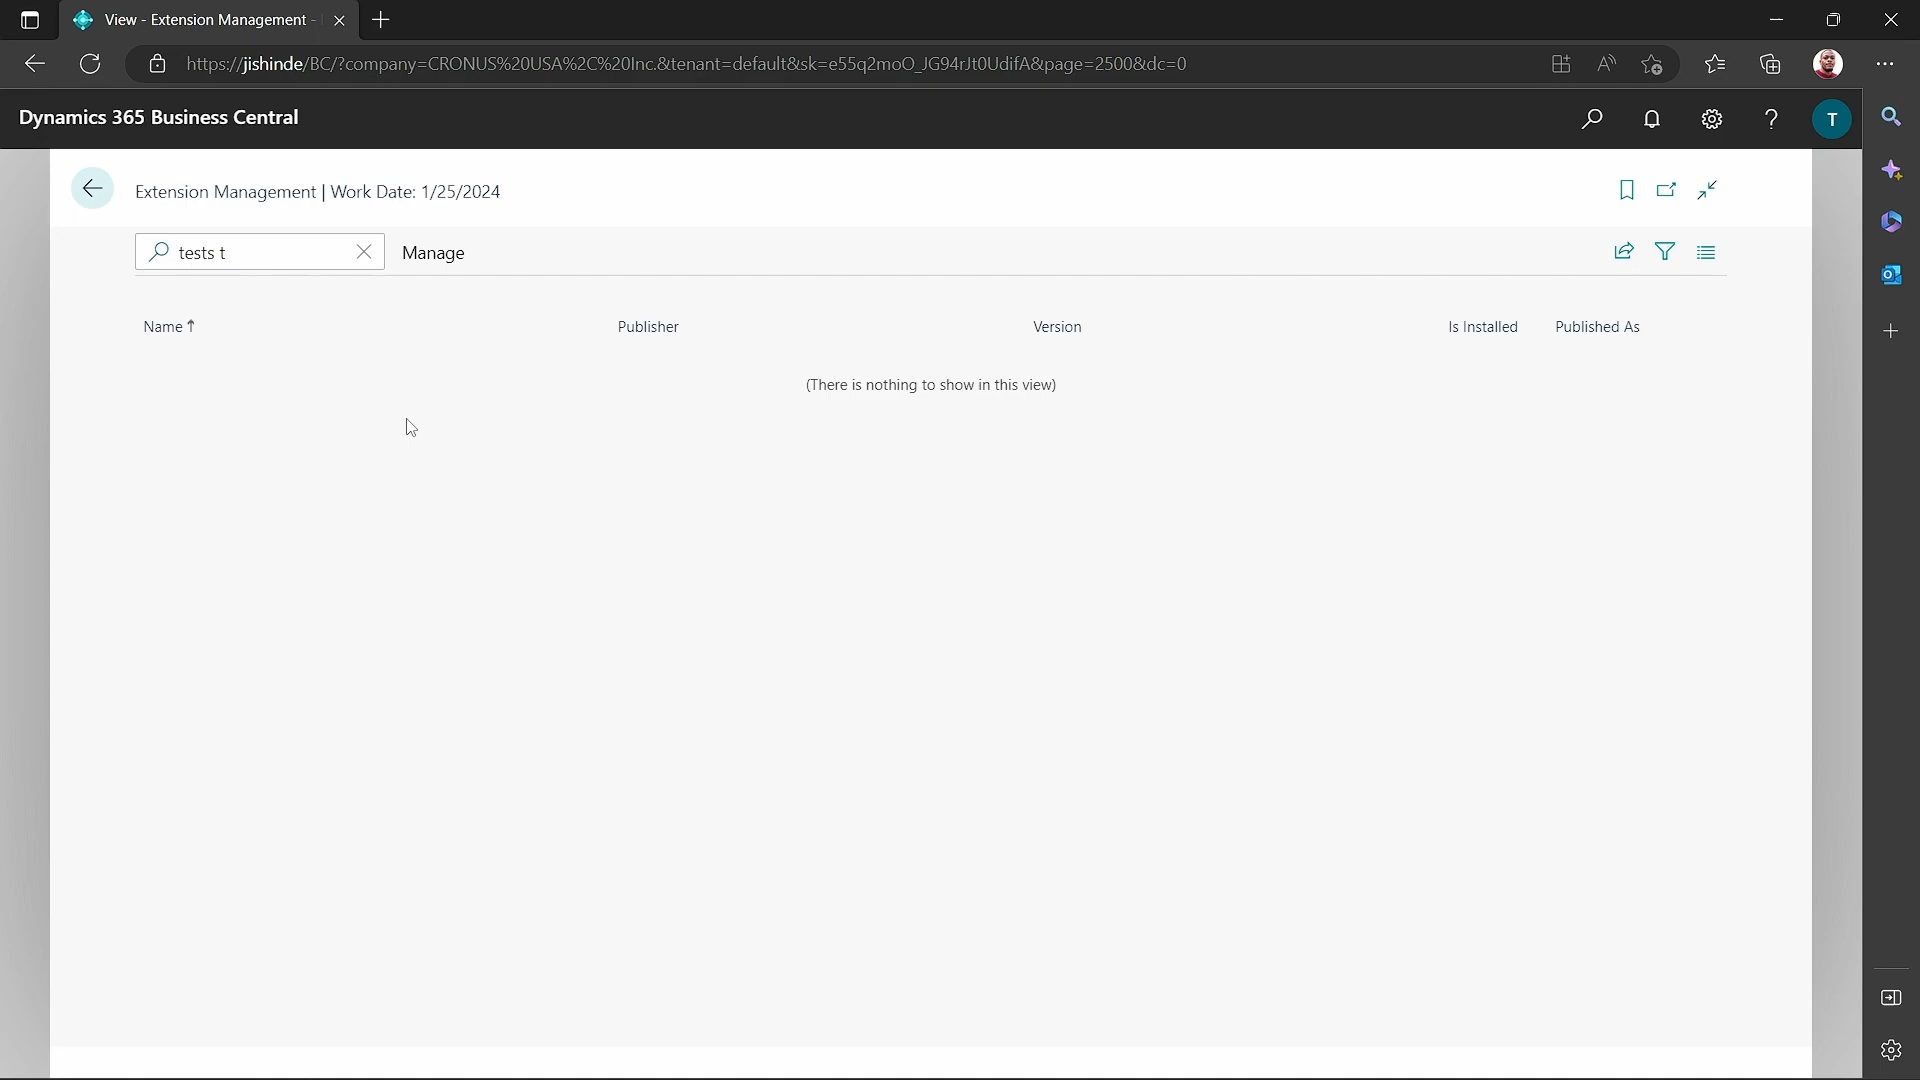 View - Extension Management -
https://jishinde/BC/?company=CRONUS%20USA%2C%20Inc.&tenant=default&sk=e55q2moO_JG94rJt0UdifA&page=2500&dc=0
Dynamics 365 Business Central
T
Extension Management | Work Date: 1/25/2024
tests t
Manage
Name↑ Publisher Version Is Installed Published As
(There is nothing to show in this view)